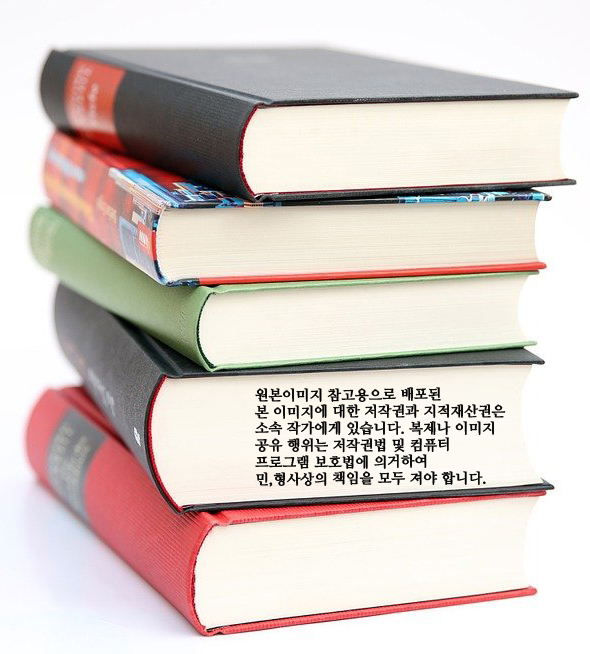 원본이미지 참고용으로 배포된
본 이미지에 대한 저작권과 지적재산권은
소속 작가에게 있습니다. 복제나 이미지
공유 행위는 저작권법 및 컴퓨터
프로그램 보호법에 의거하여
민,형사상의 책임을 모두 져야 합니다.